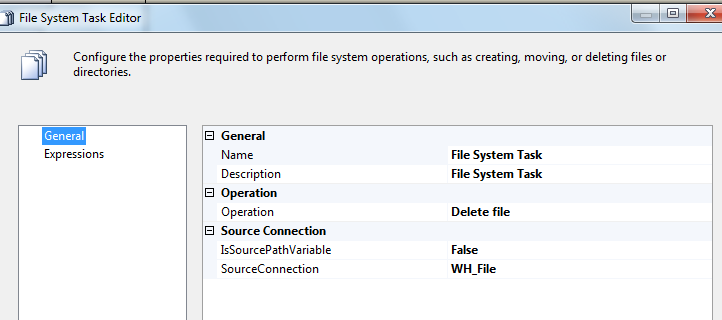 File System Task Editor
Configure the properties required to perform file system operations, such as creating, moving, or deleting files or
directories.
General
Expressions
General
Name File System Task
Description File System Task
Operation
Operation Delete file
Source Connection
IsSourcePathVariable False
SourceConnection WH_File